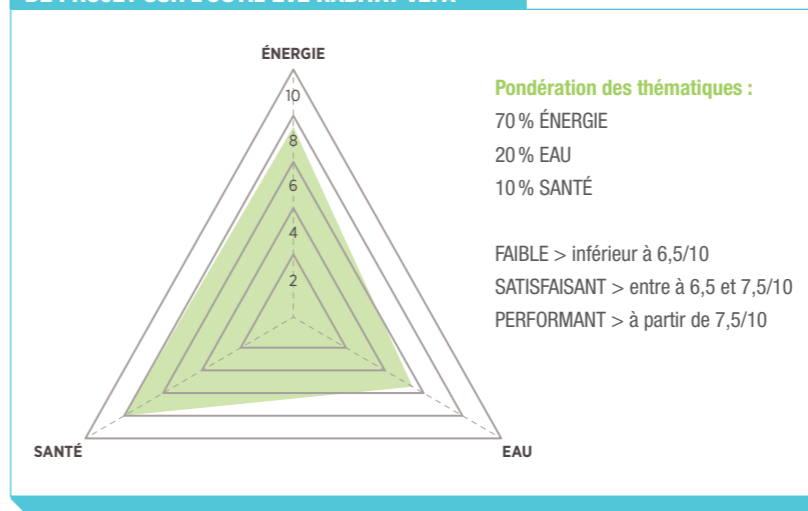 ÉNERGIE
10
8
6
4
2
SANTÉ
EAU
Pondération des thématiques :
70 % ÉNERGIE
20 % EAU
10 % SANTÉ
FAIBLE > inférieur à 6,5/10
SATISFAISANT > entre à 6,5 et 7,5/10
PERFORMANT > à partir de 7,5/10